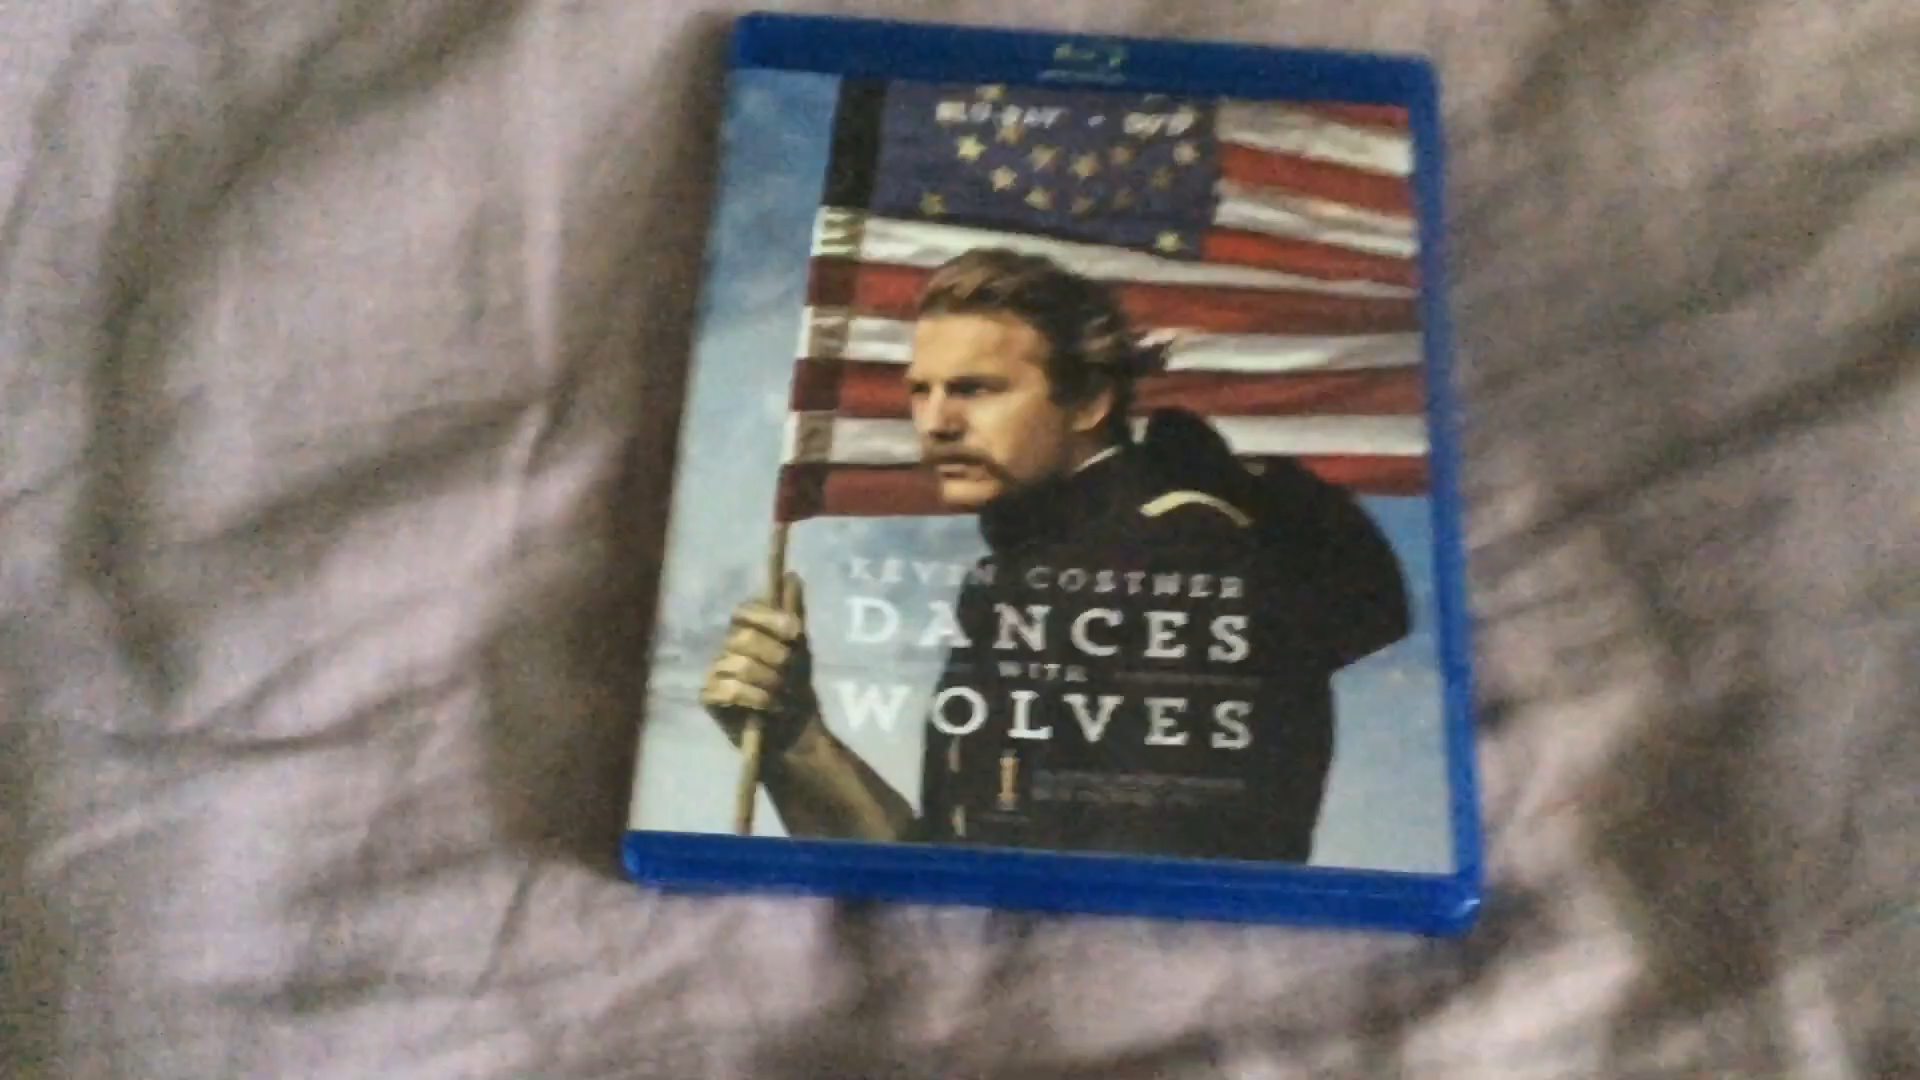 BLU-RAY + DVD
KEVIN COSTNER
DANCES
WITH
WOLVES